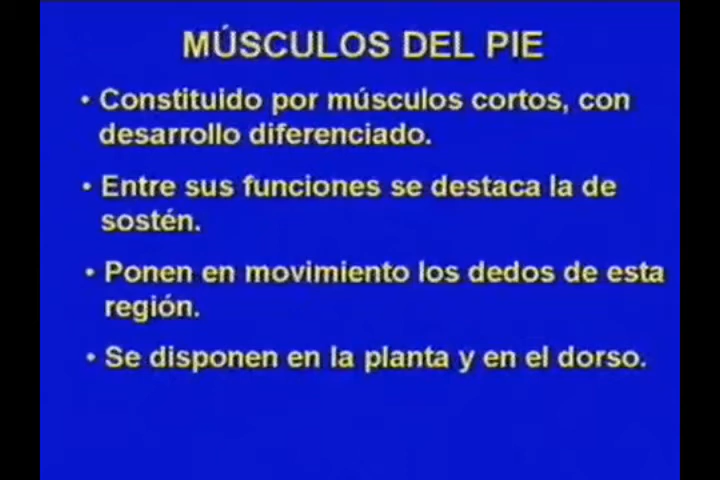 MÚSCULOS DEL PIE
• Constituido por músculos cortos, con
desarrollo diferenciado.
• Entre sus funciones se destaca la de
sostén.
• Ponen en movimiento los dedos de esta
región.
• Se disponen en la planta y en el dorso.